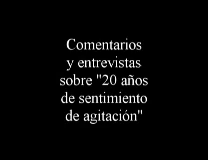 Comentarios
y entrevistas
sobre "20 años
de sentimiento
de agitación"